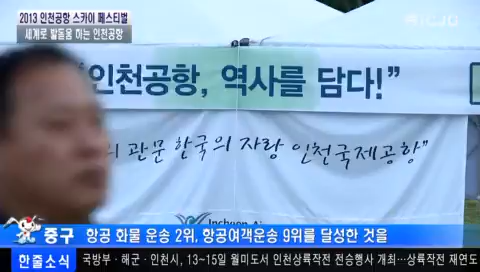 2013 인천공항 스카이 페스티벌
세계로 발돋움 하는 인천공항
CJ
"인천공항, 역사를 담다!"
관문 한국의 자랑 인천국제공항"
중구 항공 화물 운송 2위, 항공여객운송 9위를 달성한 것을
한줄소식 국방부·해군·인천시, 13~15일 월미도서 인천상륙작전 전승행사 개최…상륙작전 재연도